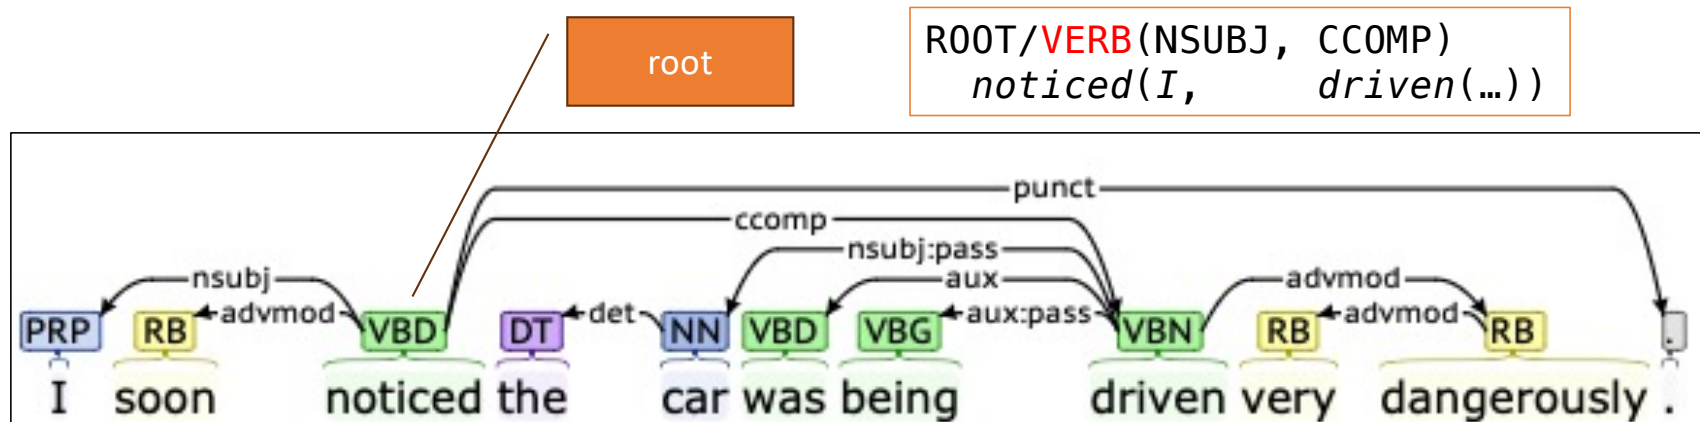 root
ROOT/VERB(NSUBJ, CCOMP)
noticed(I, driven(…))
punct
ccomp
nsubj:pass
nsubj aux advmod
advmod det aux:pass advmod
PRP RB VBD DT NN VBD VBG VBN RB RB .
I soon noticed the car was being driven very dangerously .